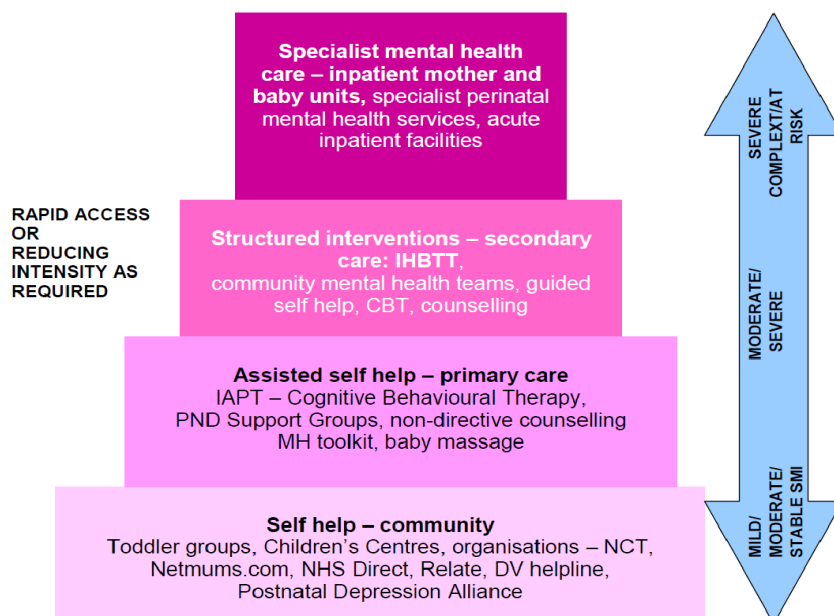 Specialist mental health
care – inpatient mother and
baby units, specialist perinatal
mental health services, acute
inpatient facilities
RAPID ACCESS
OR
REDUCING
INTENSITY AS
REQUIRED
Structured interventions – secondary
care: IHBTT,
community mental health teams, guided
self help, CBT, counselling
Assisted self help – primary care
IAPT – Cognitive Behavioural Therapy,
PND Support Groups, non-directive counselling
MH toolkit, baby massage
Self help – community
Toddler groups, Children’s Centres, organisations – NCT,
Netmums.com, NHS Direct, Relate, DV helpline,
Postnatal Depression Alliance
SEVERE
COMPLEXT/AT
RISK
MODERATE/
SEVERE
MILD/
MODERATE/
STABLE SMI